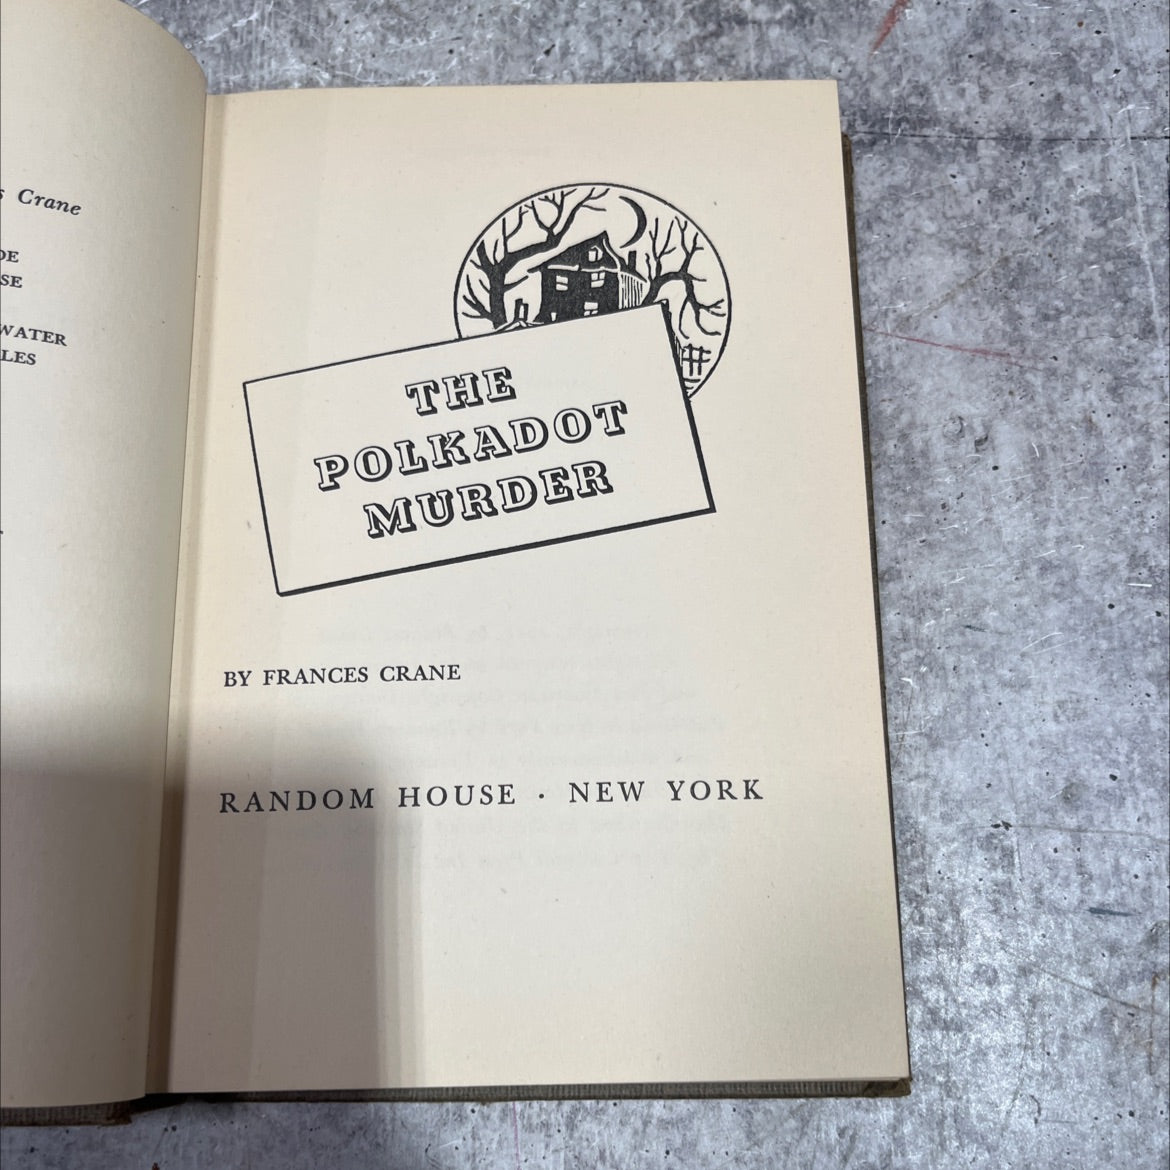 s Crane
DE
SE
WATER
LES
THE
POLKADOT
MURDER
BY FRANCES CRANE
RANDOM HOUSE · NEW YORK